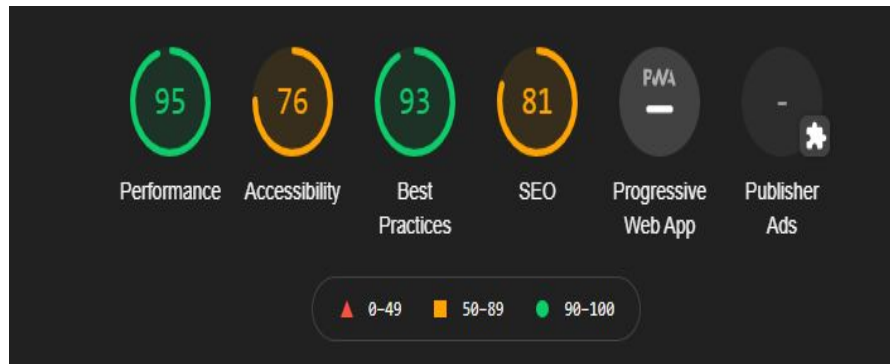 95
76
93
81
PWA
-
Performance
Accessibility
Best
Practices
SEO
Progressive
Web App
Publisher
Ads
0-49
50-89
90-100